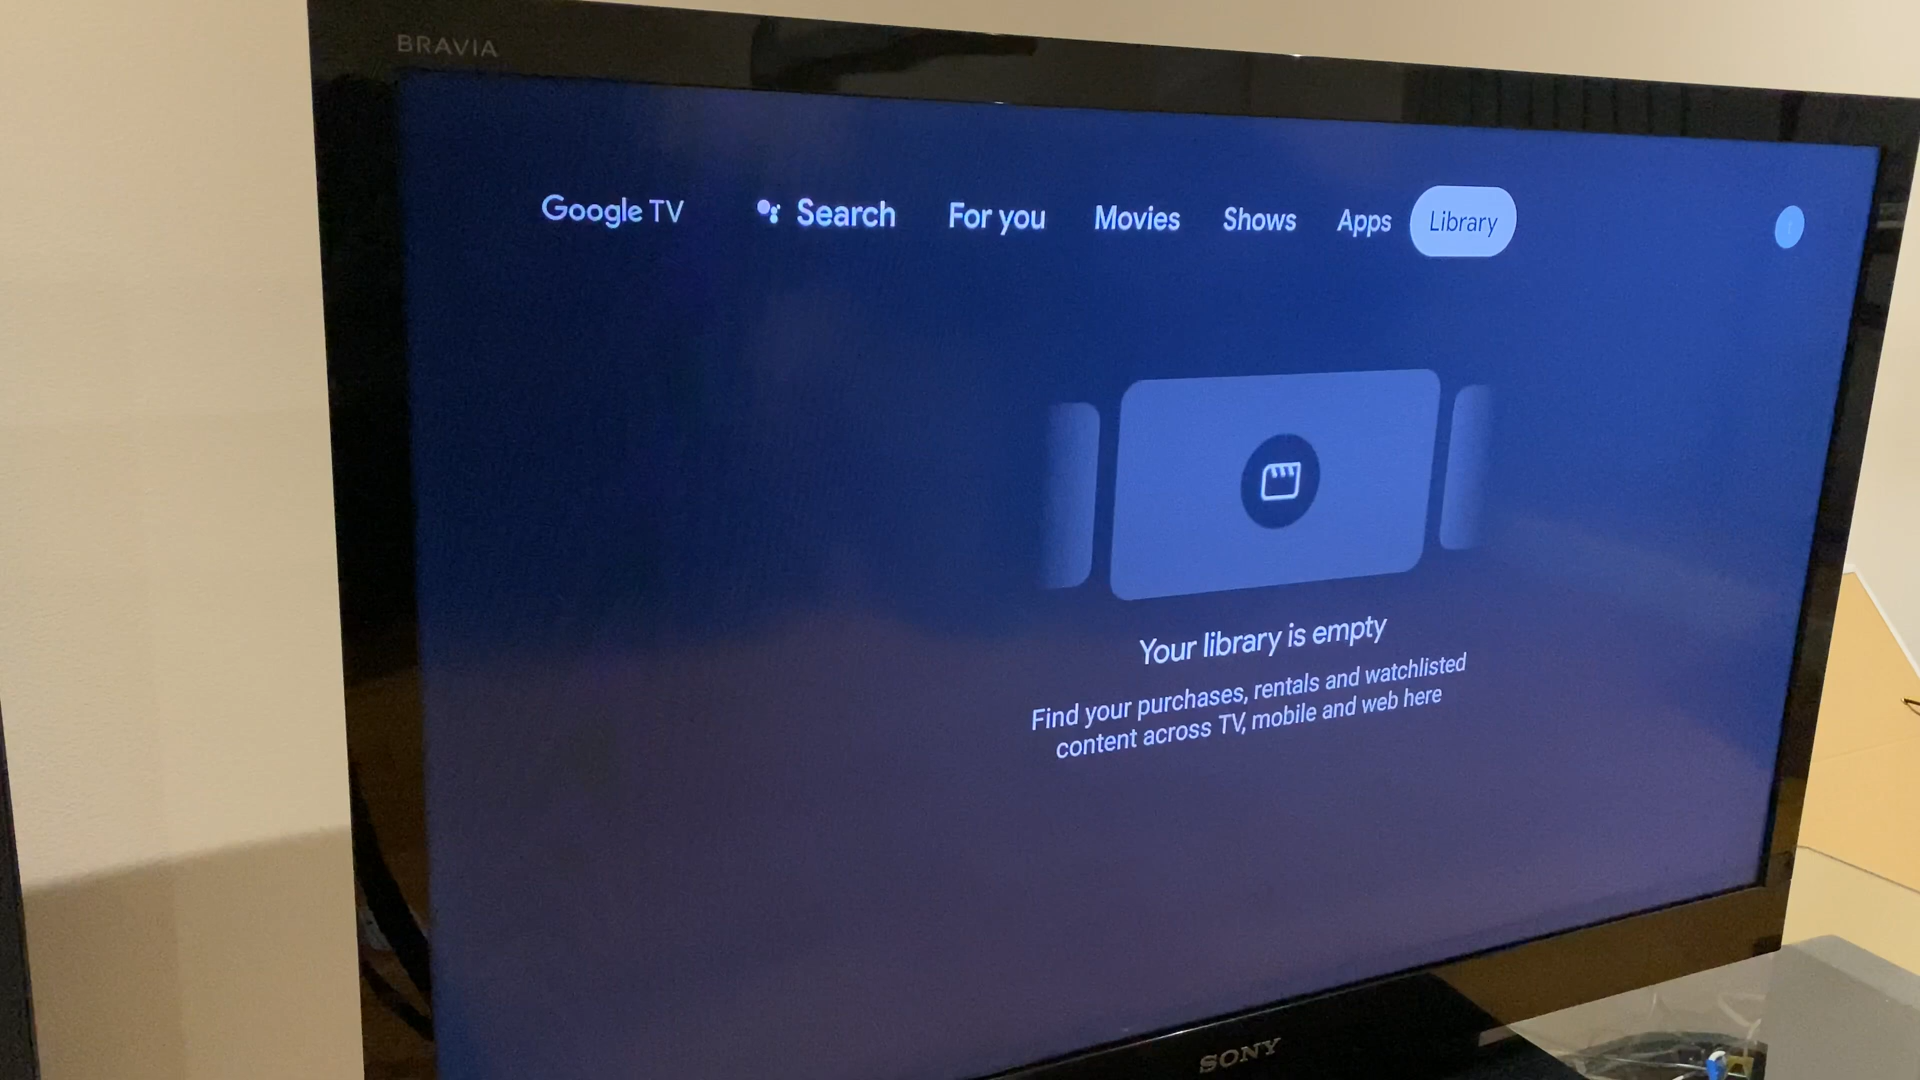 BRAVIA
Google TV Search For you Movies Shows Apps Library
Your library is empty
Find your purchases, rentals and watchlisted
content across TV, mobile and web here
SONY